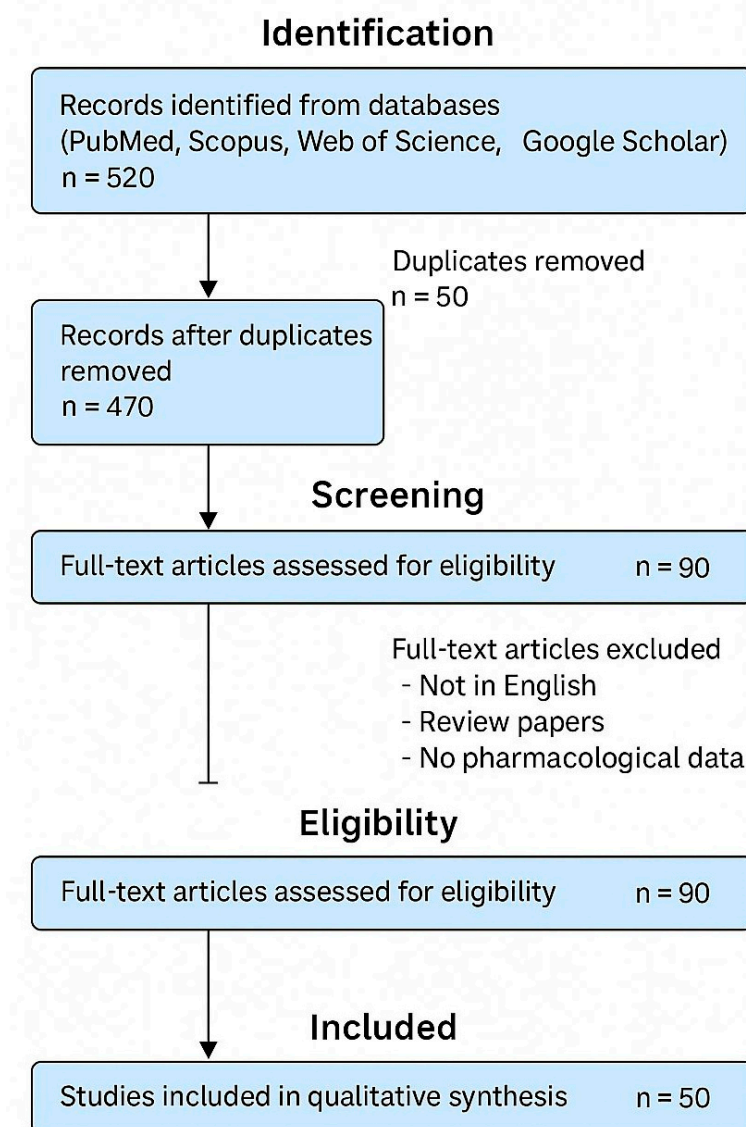 Identification
Records identified from databases
(PubMed, Scopus, Web of Science, Google Scholar)
n = 520
Duplicates removed
n = 50
Records after duplicates
removed
n = 470
Screening
Full-text articles assessed for eligibility n = 90
Full-text articles excluded
- Not in English
- Review papers
- No pharmacological data
Eligibility
Full-text articles assessed for eligibility n = 90
Included
Studies included in qualitative synthesis n = 50